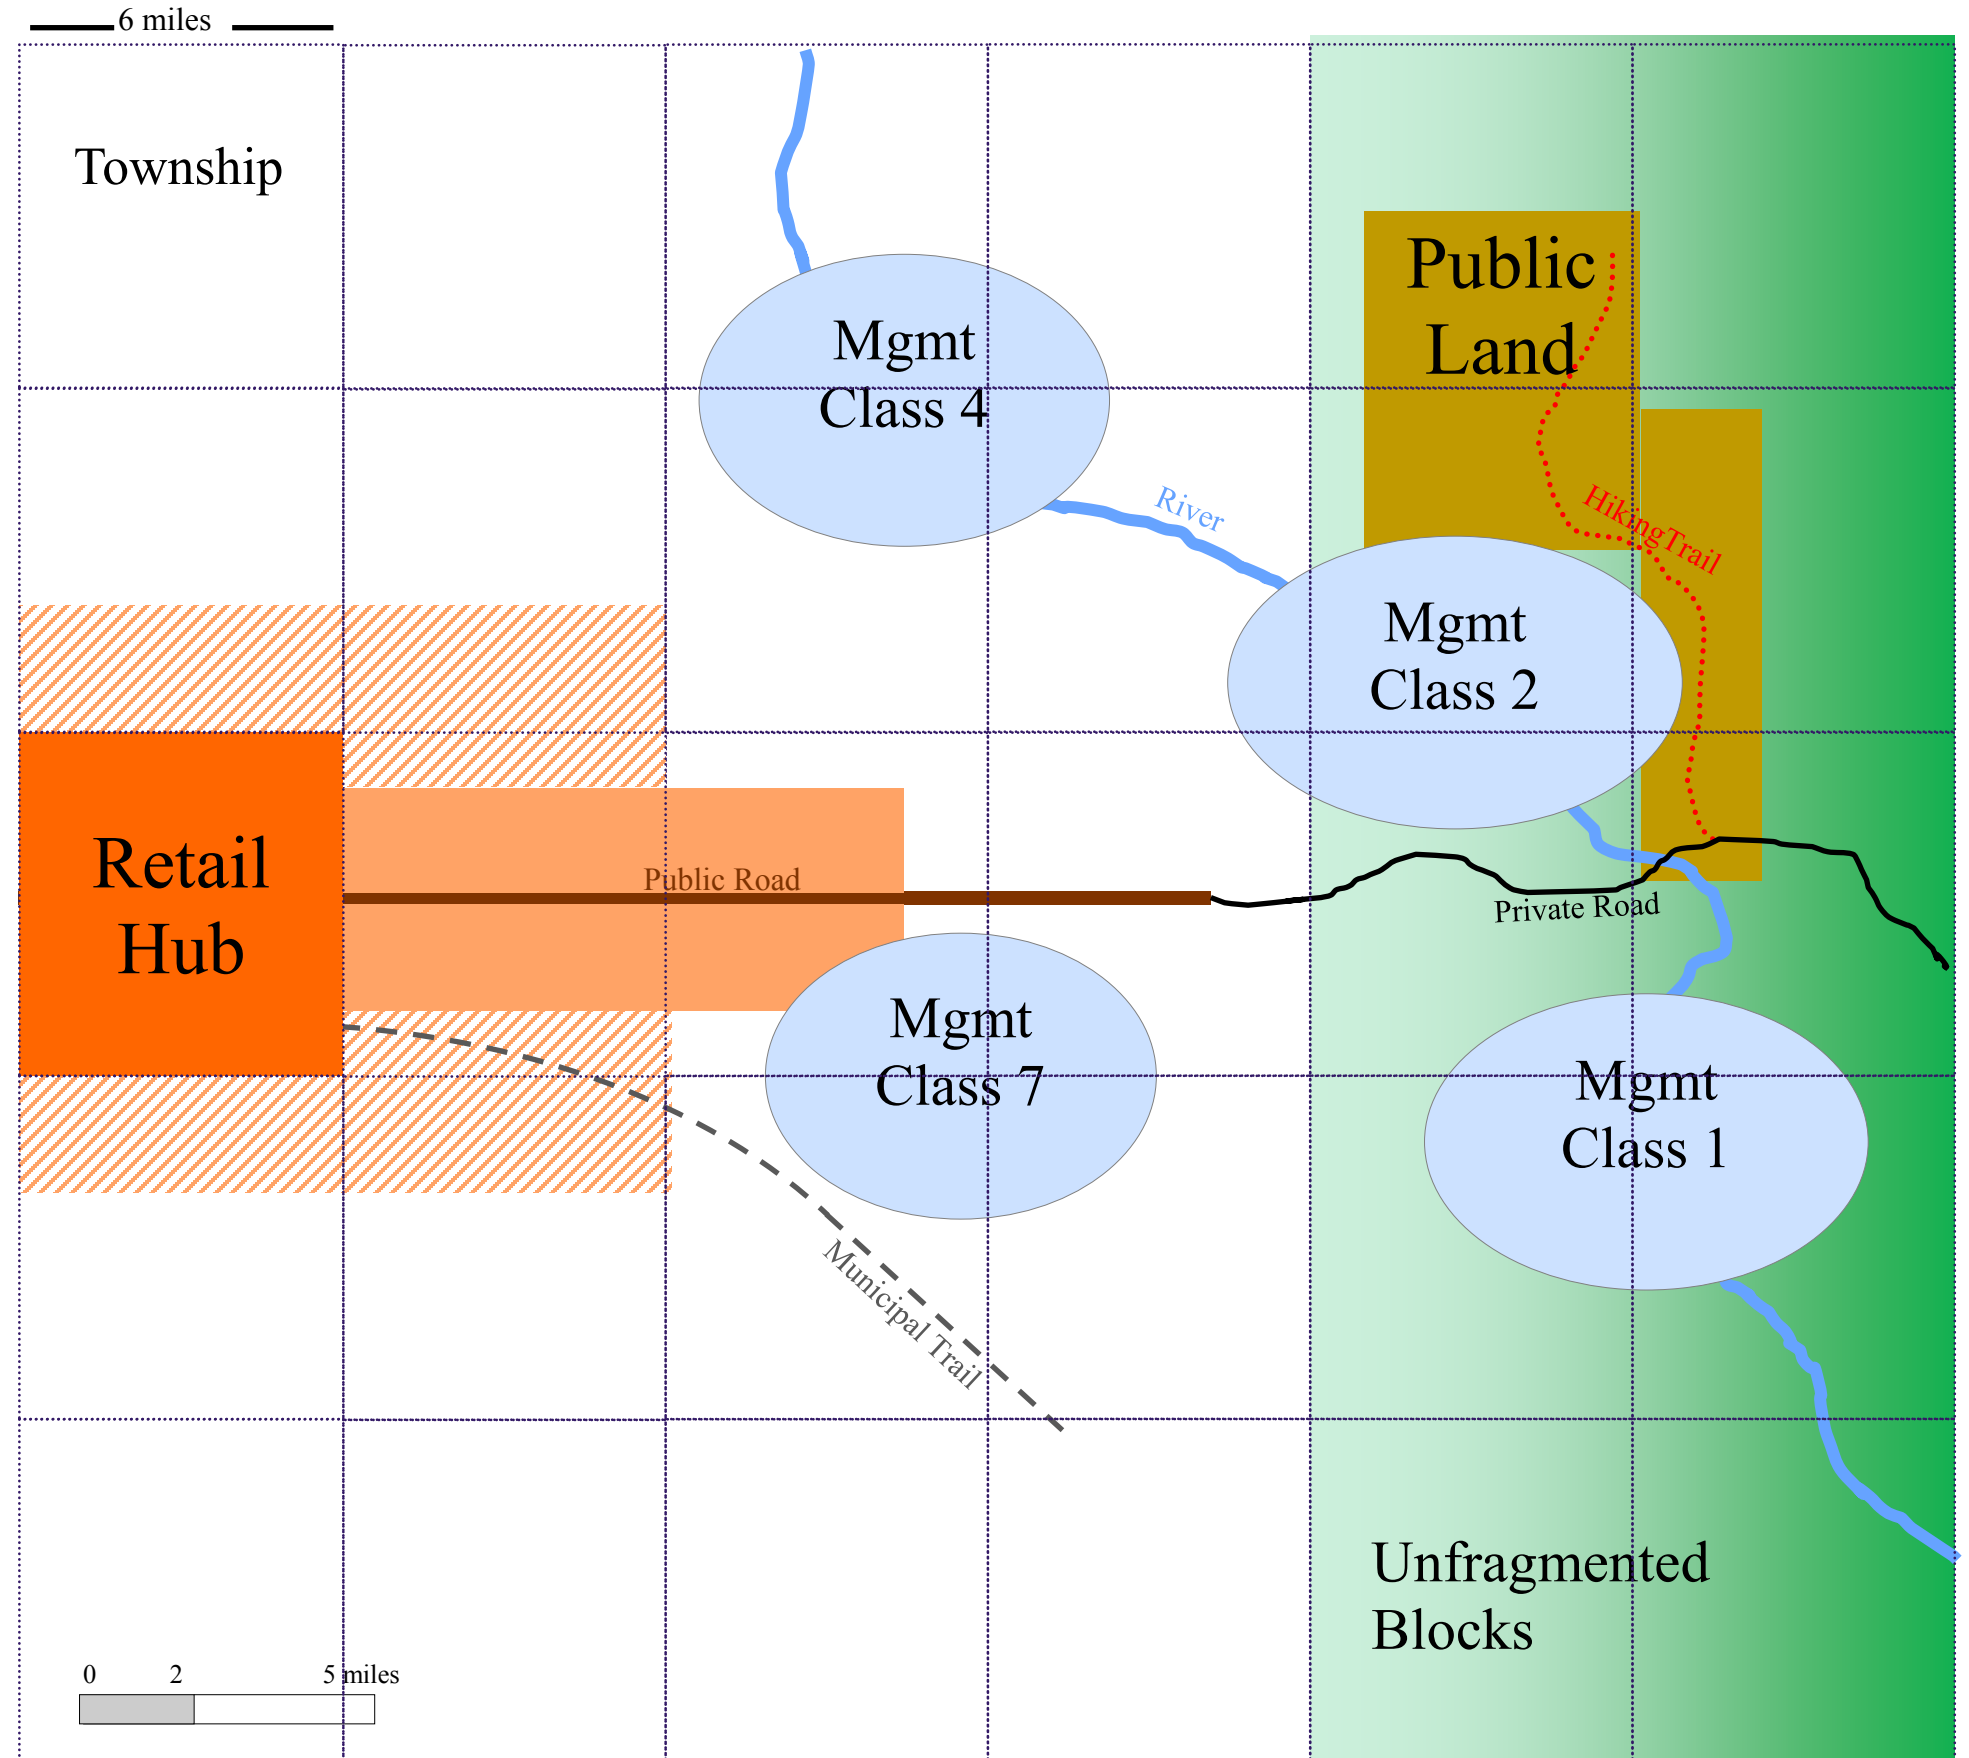 6 miles
Township
Public
Land
Mgmt
Class 4
River
HikingTrail
Mgmt
Class 2
Retail
Hub
Public Road
Private Road
Mgmt
Class 7
Mgmt
Class 1
Municipal Trail
Unfragmented
Blocks
0 2 5 miles